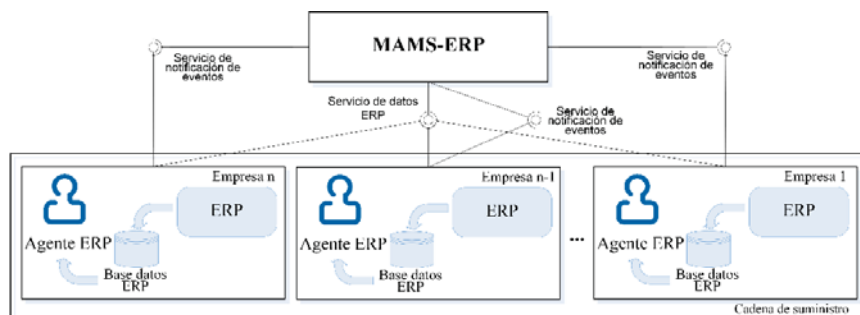 MAMS-ERP
Servicio de
notificación de
eventos
Servicio de
notificación de
eventos
Servicio de datos
ERP
Servicio de
notificación de
eventos
Empresa n
ERP
Agente ERP
Base datos
ERP
Empresa n-1
ERP
Agente ERP
Base datos
ERP
...
Empresa 1
ERP
Agente ERP
Base datos
ERP
Cadena de suministro